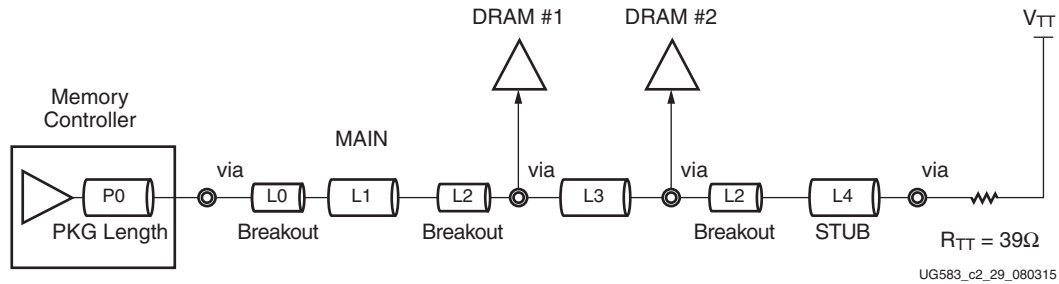 DRAM #1
DRAM #2
VTT
Memory
Controller
MAIN
via
via
via
via
P0
L0
L1
L2
L3
L2
L4
PKG Length
Breakout
Breakout
Breakout
STUB
RTT = 39Ω
UG583_c2_29_080315